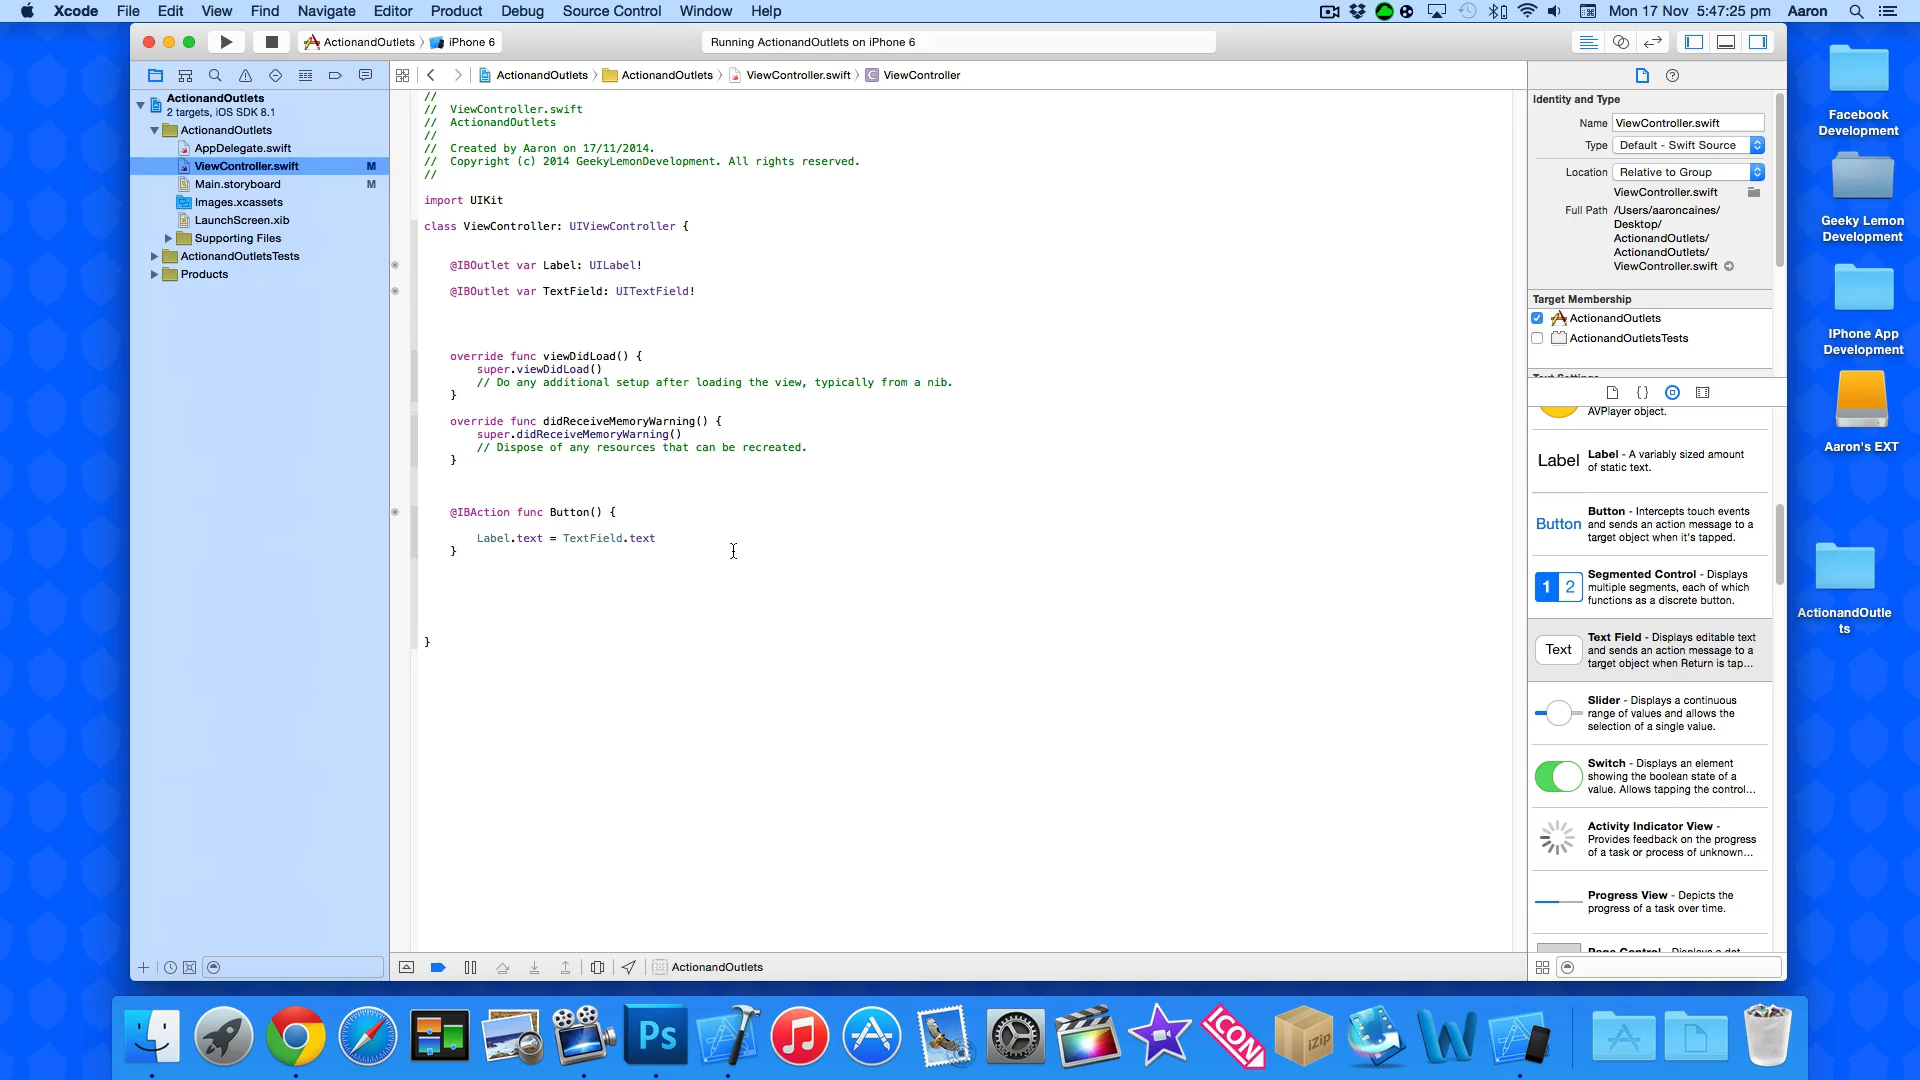 Xcode File Edit View Find Navigate Editor Product Debug Source Control Window Help Mon 17 Nov 5:47:25 pm Aaron
ActionandOutlets iPhone 6
Running ActionandOutlets on iPhone 6
ActionandOutlets ActionandOutlets ViewController.swift C ViewController
ActionandOutlets
2 targets, iOS SDK 8.1
ActionandOutlets
AppDelegate.swift
ViewController.swift M
Main.storyboard M
Images.xcassets
LaunchScreen.xib
Supporting Files
ActionandOutletsTests
Products
//
// ViewController.swift
// ActionandOutlets
//
// Created by Aaron on 17/11/2014.
// Copyright (c) 2014 GeekyLemonDevelopment. All rights reserved.
//
import UIKit
class ViewController: UIViewController {
@IBOutlet var Label: UILabel!
@IBOutlet var TextField: UITextField!
override func viewDidLoad() {
super.viewDidLoad()
// Do any additional setup after loading the view, typically from a nib.
}
override func didReceiveMemoryWarning() {
super.didReceiveMemoryWarning()
// Dispose of any resources that can be recreated.
}
@IBAction func Button() {
Label.text = TextField.text
}
}
ActionandOutlets
Identity and Type
Name ViewController.swift
Type Default - Swift Source
Location Relative to Group
ViewController.swift
Full Path /Users/aaroncaines/
Desktop/
ActionandOutlets/
ActionandOutlets/
ViewController.swift
Target Membership
ActionandOutlets
ActionandOutletsTests
{}
AVPlayer object.
Label Label - A variably sized amount
of static text.
Button Button - Intercepts touch events
and sends an action message to a
target object when it's tapped.
1 2 Segmented Control - Displays
multiple segments, each of which
functions as a discrete button.
Text Text Field - Displays editable text
and sends an action message to a
target object when Return is tap...
Slider - Displays a continuous
range of values and allows the
selection of a single value.
Switch - Displays an element
showing the boolean state of a
value. Allows tapping the control...
Activity Indicator View -
Provides feedback on the progress
of a task or process of unknown...
Progress View - Depicts the
progress of a task over time.
Facebook
Development
Geeky Lemon
Development
IPhone App
Development
Aaron's EXT
ActionandOutle
ts
Ps
ICON
iZip
W